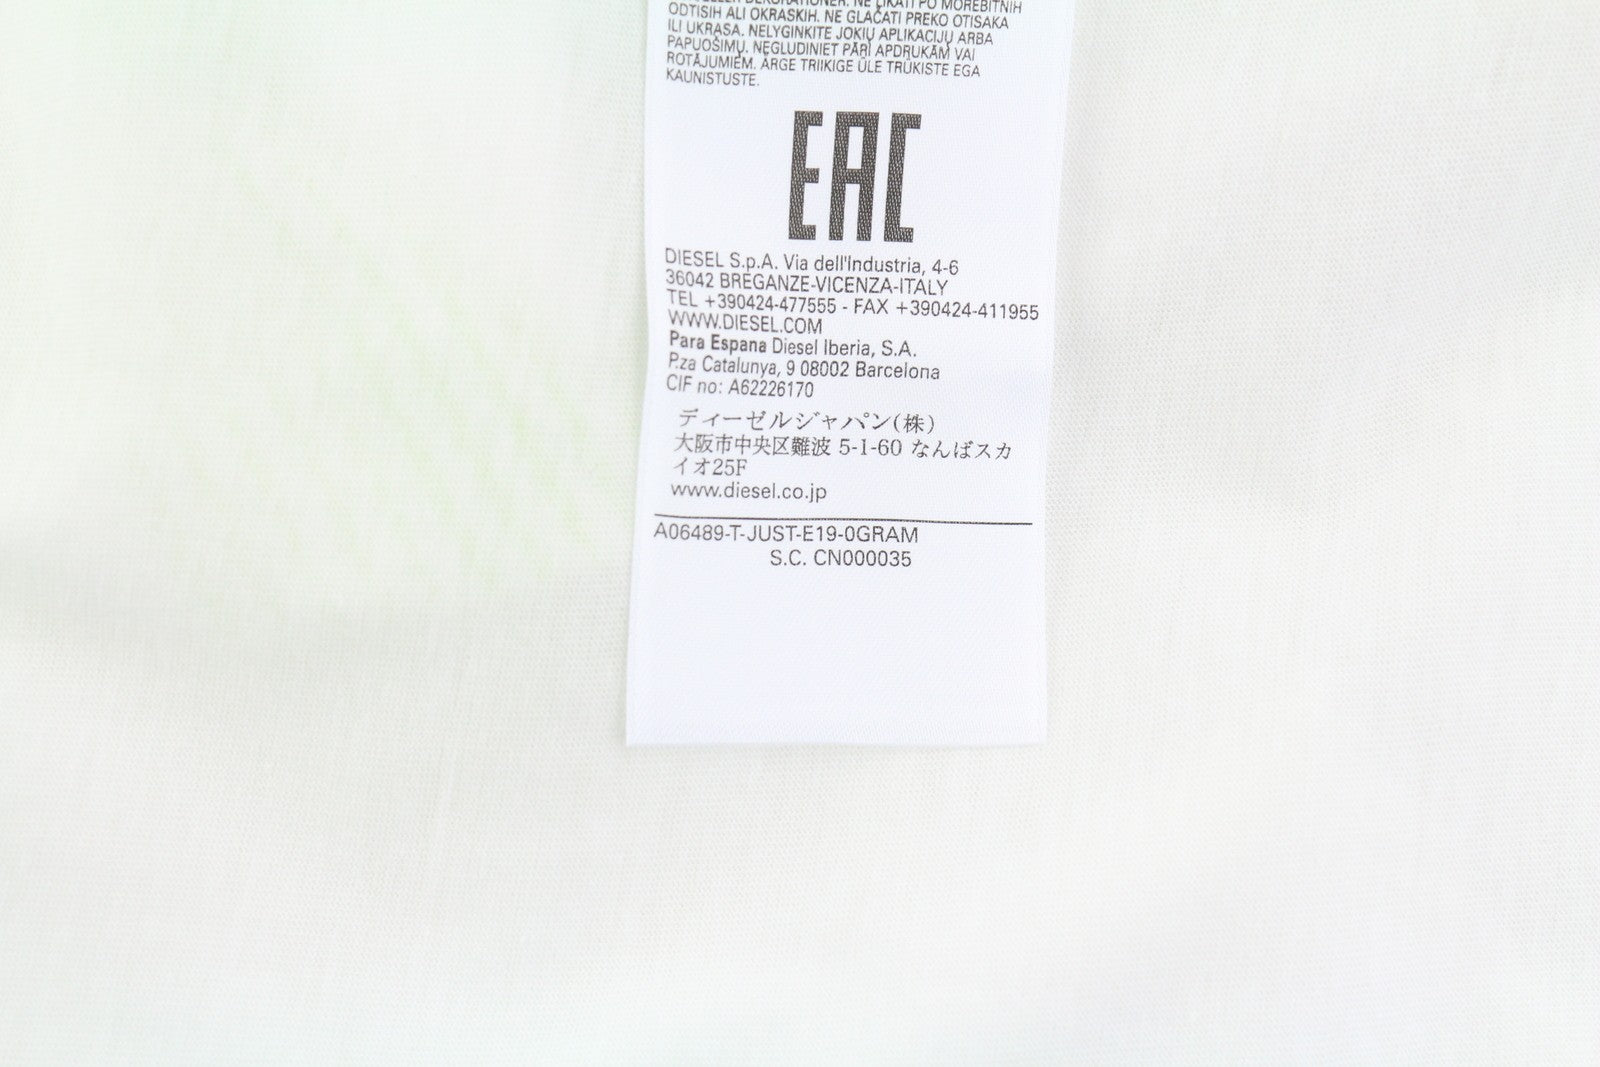 DEKORATIONER. NE LIKATI PO MOREBITNIH
ODTISIH ALI OKRASKIH. NE GLAČATI PREKO OTISAKA
ILI UKRASA. NELYGINKITE JOKIŲ APLIKACIJŲ ARBA
PAPUOŠIMŲ. NEGLUDINIET PĀRI APDRUKĀM VAI
ROTĀJUMIEM. ÄRGE TRIIKIGE ÜLE TRÜKISTE EGA
KAUNISTUSTE.
EAC
DIESEL S.p.A. Via dell'Industria, 4-6
36042 BREGANZE-VICENZA-ITALY
TEL +390424-477555 - FAX +390424-411955
WWW.DIESEL.COM
Para Espana Diesel Iberia, S.A.
P.za Catalunya, 9 08002 Barcelona
CIF no: A62226170
ディーゼルジャパン(株)
大阪市中央区難波 5-1-60 なんばスカ
イオ25F
www.diesel.co.jp
A06489-T-JUST-E19-0GRAM
S.C. CN000035